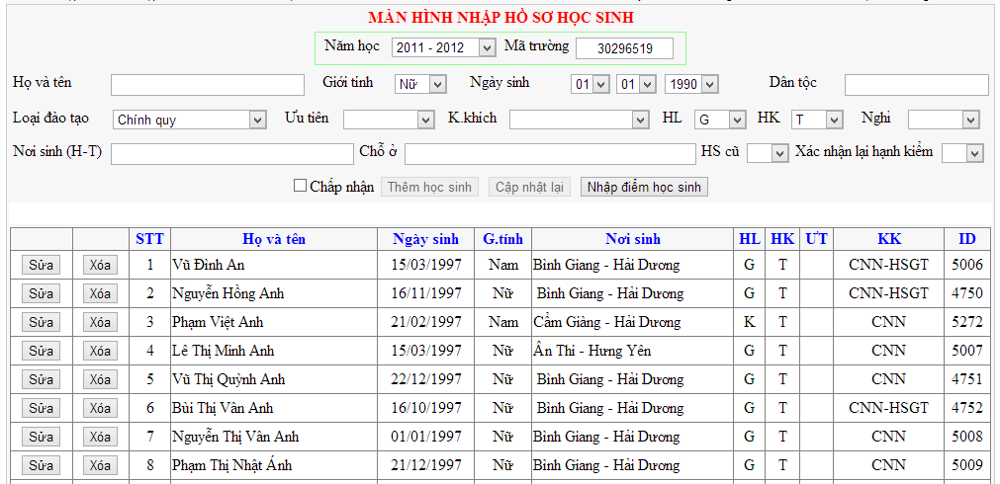 MÀN HÌNH NHẬP HỒ SƠ HỌC SINH
Năm học 2011 - 2012 Mã trường 30296519
Họ và tên Giới tính Nữ Ngày sinh 01 01 1990 Dân tộc
Loại đào tạo Chính quy Ưu tiên K.khich HL G HK T Nghi
Nơi sinh (H-T) Chỗ ở HS cũ Xác nhận lại hạnh kiểm
Chấp nhận Thêm học sinh Cập nhật lại Nhập điểm học sinh
STT Họ và tên Ngày sinh G.tính Nơi sinh HL HK ƯT KK ID
Sửa Xóa 1 Vũ Đình An 15/03/1997 Nam Bình Giang - Hải Dương G T CNN-HSGT 5006
Sửa Xóa 2 Nguyễn Hồng Anh 16/11/1997 Nữ Bình Giang - Hải Dương G T CNN-HSGT 4750
Sửa Xóa 3 Phạm Việt Anh 21/02/1997 Nam Cẩm Giàng - Hải Dương K T CNN 5272
Sửa Xóa 4 Lê Thị Minh Anh 15/03/1997 Nữ Ân Thi - Hưng Yên G T CNN 5007
Sửa Xóa 5 Vũ Thị Quỳnh Anh 22/12/1997 Nữ Bình Giang - Hải Dương G T CNN 4751
Sửa Xóa 6 Bùi Thị Vân Anh 16/10/1997 Nữ Bình Giang - Hải Dương G T CNN-HSGT 4752
Sửa Xóa 7 Nguyễn Thị Vân Anh 01/01/1997 Nữ Bình Giang - Hải Dương G T CNN 5008
Sửa Xóa 8 Phạm Thị Nhật Ánh 21/12/1997 Nữ Bình Giang - Hải Dương G T CNN 5009